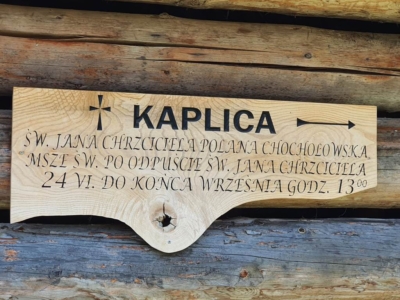 KAPLICA
ŚW. JANA CHRZCICIELA POLANA CHOCHOŁOWSKA
MSZE ŚW. PO ODPUŚCIE ŚW. JANA CHRZCICIELA
24 VI. DO KOŃCA WRZEŚNIA GODZ. 13⁰⁰